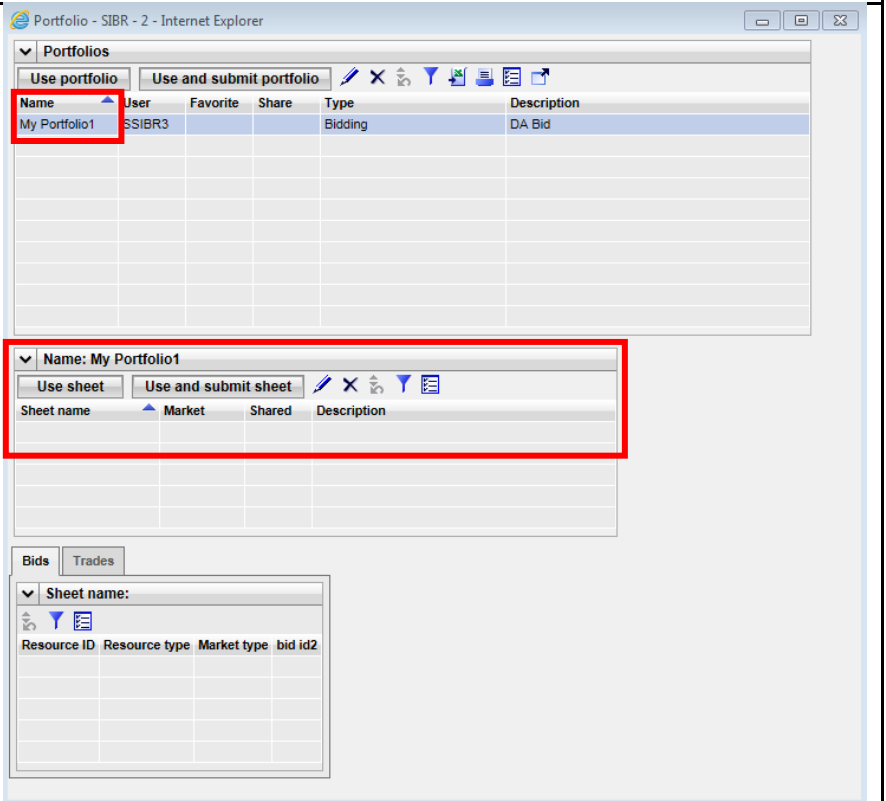 Portfolio - SIBR - 2 - Internet Explorer
Portfolios
Use portfolio Use and submit portfolio
Name User Favorite Share Type Description
My Portfolio1 SSIBR3 Bidding DA Bid
Name: My Portfolio1
Use sheet Use and submit sheet
Sheet name Market Shared Description
Bids Trades
Sheet name:
Resource ID Resource type Market type bid id2